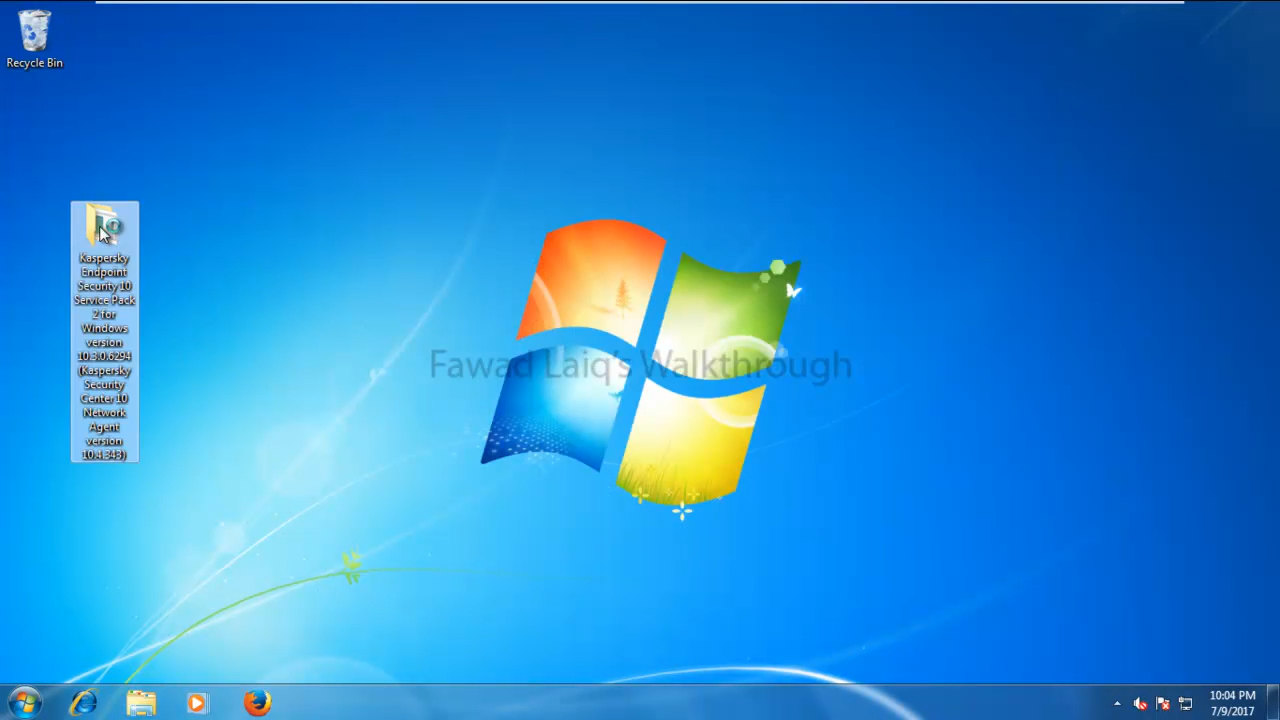 Recycle Bin
Kaspersky
Endpoint
Security 10
Service Pack
2 for
Windows
version
10.3.0.6294
(Kaspersky
Security
Center 10
Network
Agent
version
10.4.343)
Fawad Laiq's Walkthrough
10:04 PM
7/9/2017